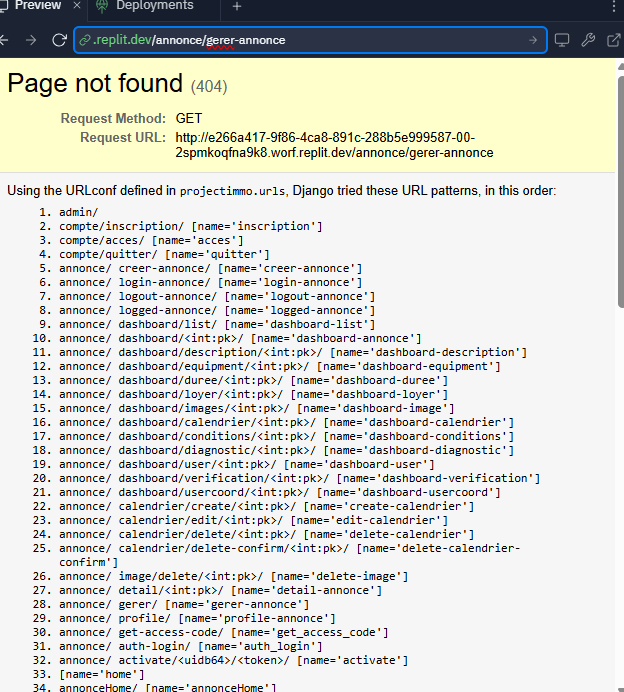 Preview × Deployments +
.replit.dev/annonce/gerer-annonce
Page not found (404)
Request Method: GET
Request URL: http://e266a417-9f86-4ca8-891c-288b5e999587-00-
2spmkoqfna9k8.worf.replit.dev/annonce/gerer-annonce
Using the URLconf defined in projectimmo.urls, Django tried these URL patterns, in this order:
1. admin/
2. compte/inscription/ [name='inscription']
3. compte/acces/ [name='acces']
4. compte/quitter/ [name='quitter']
5. annonce/ creer-annonce/ [name='creer-annonce']
6. annonce/ login-annonce/ [name='login-annonce']
7. annonce/ logout-annonce/ [name='logout-annonce']
8. annonce/ logged-annonce/ [name='logged-annonce']
9. annonce/ dashboard/list/ [name='dashboard-list']
10. annonce/ dashboard/<int:pk>/ [name='dashboard-annonce']
11. annonce/ dashboard/description/<int:pk>/ [name='dashboard-description']
12. annonce/ dashboard/equipment/<int:pk>/ [name='dashboard-equipment']
13. annonce/ dashboard/duree/<int:pk>/ [name='dashboard-duree']
14. annonce/ dashboard/loyer/<int:pk>/ [name='dashboard-loyer']
15. annonce/ dashboard/images/<int:pk>/ [name='dashboard-image']
16. annonce/ dashboard/calendrier/<int:pk>/ [name='dashboard-calendrier']
17. annonce/ dashboard/conditions/<int:pk>/ [name='dashboard-conditions']
18. annonce/ dashboard/diagnostic/<int:pk>/ [name='dashboard-diagnostic']
19. annonce/ dashboard/user/<int:pk>/ [name='dashboard-user']
20. annonce/ dashboard/verification/<int:pk>/ [name='dashboard-verification']
21. annonce/ dashboard/usercoord/<int:pk>/ [name='dashboard-usercoord']
22. annonce/ calendrier/create/<int:pk>/ [name='create-calendrier']
23. annonce/ calendrier/edit/<int:pk>/ [name='edit-calendrier']
24. annonce/ calendrier/delete/<int:pk>/ [name='delete-calendrier']
25. annonce/ calendrier/delete-confirm/<int:pk>/ [name='delete-calendrier-
confirm']
26. annonce/ image/delete/<int:pk>/ [name='delete-image']
27. annonce/ detail/<int:pk>/ [name='detail-annonce']
28. annonce/ gerer/ [name='gerer-annonce']
29. annonce/ profile/ [name='profile-annonce']
30. annonce/ get-access-code/ [name='get_access_code']
31. annonce/ auth-login/ [name='auth_login']
32. annonce/ activate/<uidb64>/<token>/ [name='activate']
33. [name='home']
34. annonceHome/ [name='annonceHome']